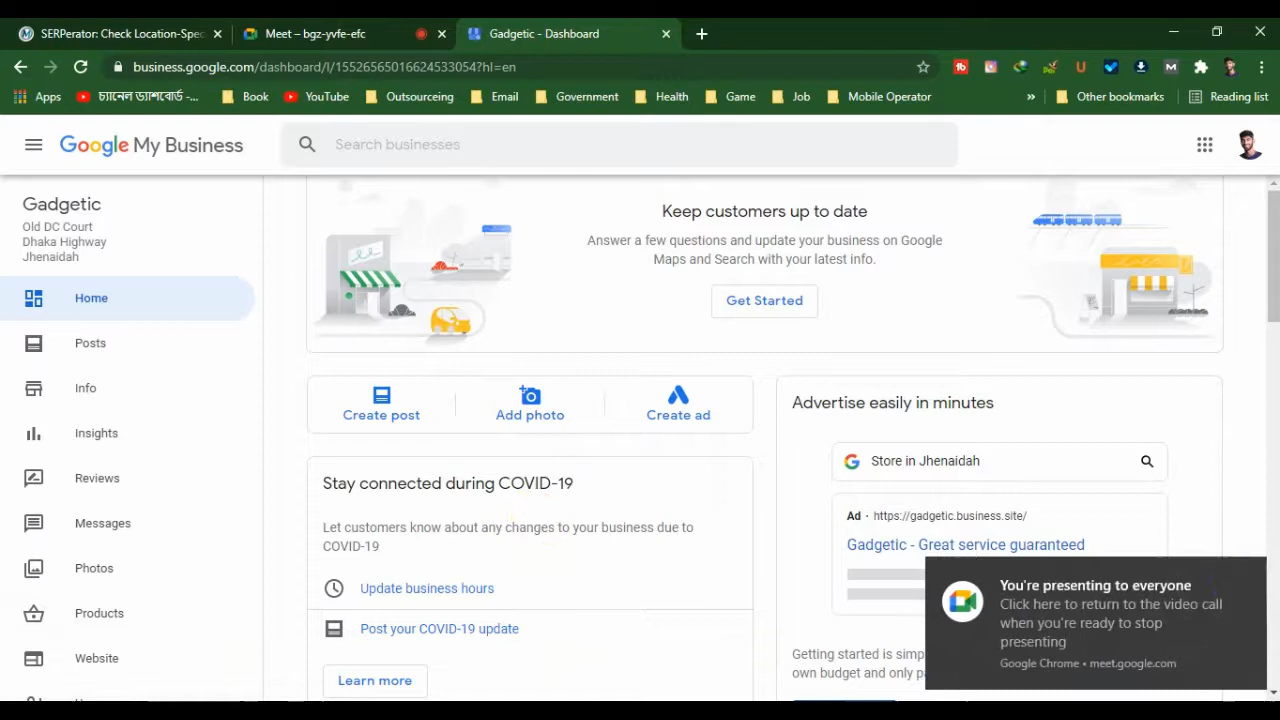 SERPerator: Check Location-Spec
Meet – bgz-yvfe-efc
Gadgetic - Dashboard
business.google.com/dashboard/l/15526565016624533054?hl=en
Apps
চ্যানেল ড্যাশবোর্ড -...
Book
YouTube
Outsourceing
Email
Government
Health
Game
Job
Mobile Operator
»
Other bookmarks
Reading list
Google My Business
Search businesses
Gadgetic
Old DC Court
Dhaka Highway
Jhenaidah
Home
Posts
Info
Insights
Reviews
Messages
Photos
Products
Website
Keep customers up to date
Answer a few questions and update your business on Google
Maps and Search with your latest info.
Get Started
Create post
Add photo
Create ad
Stay connected during COVID-19
Let customers know about any changes to your business due to
COVID-19
Update business hours
Post your COVID-19 update
Learn more
Advertise easily in minutes
Store in Jhenaidah
Ad · https://gadgetic.business.site/
Gadgetic - Great service guaranteed
Getting started is simp
own budget and only pa
You're presenting to everyone
Click here to return to the video call
when you're ready to stop
presenting
Google Chrome • meet.google.com